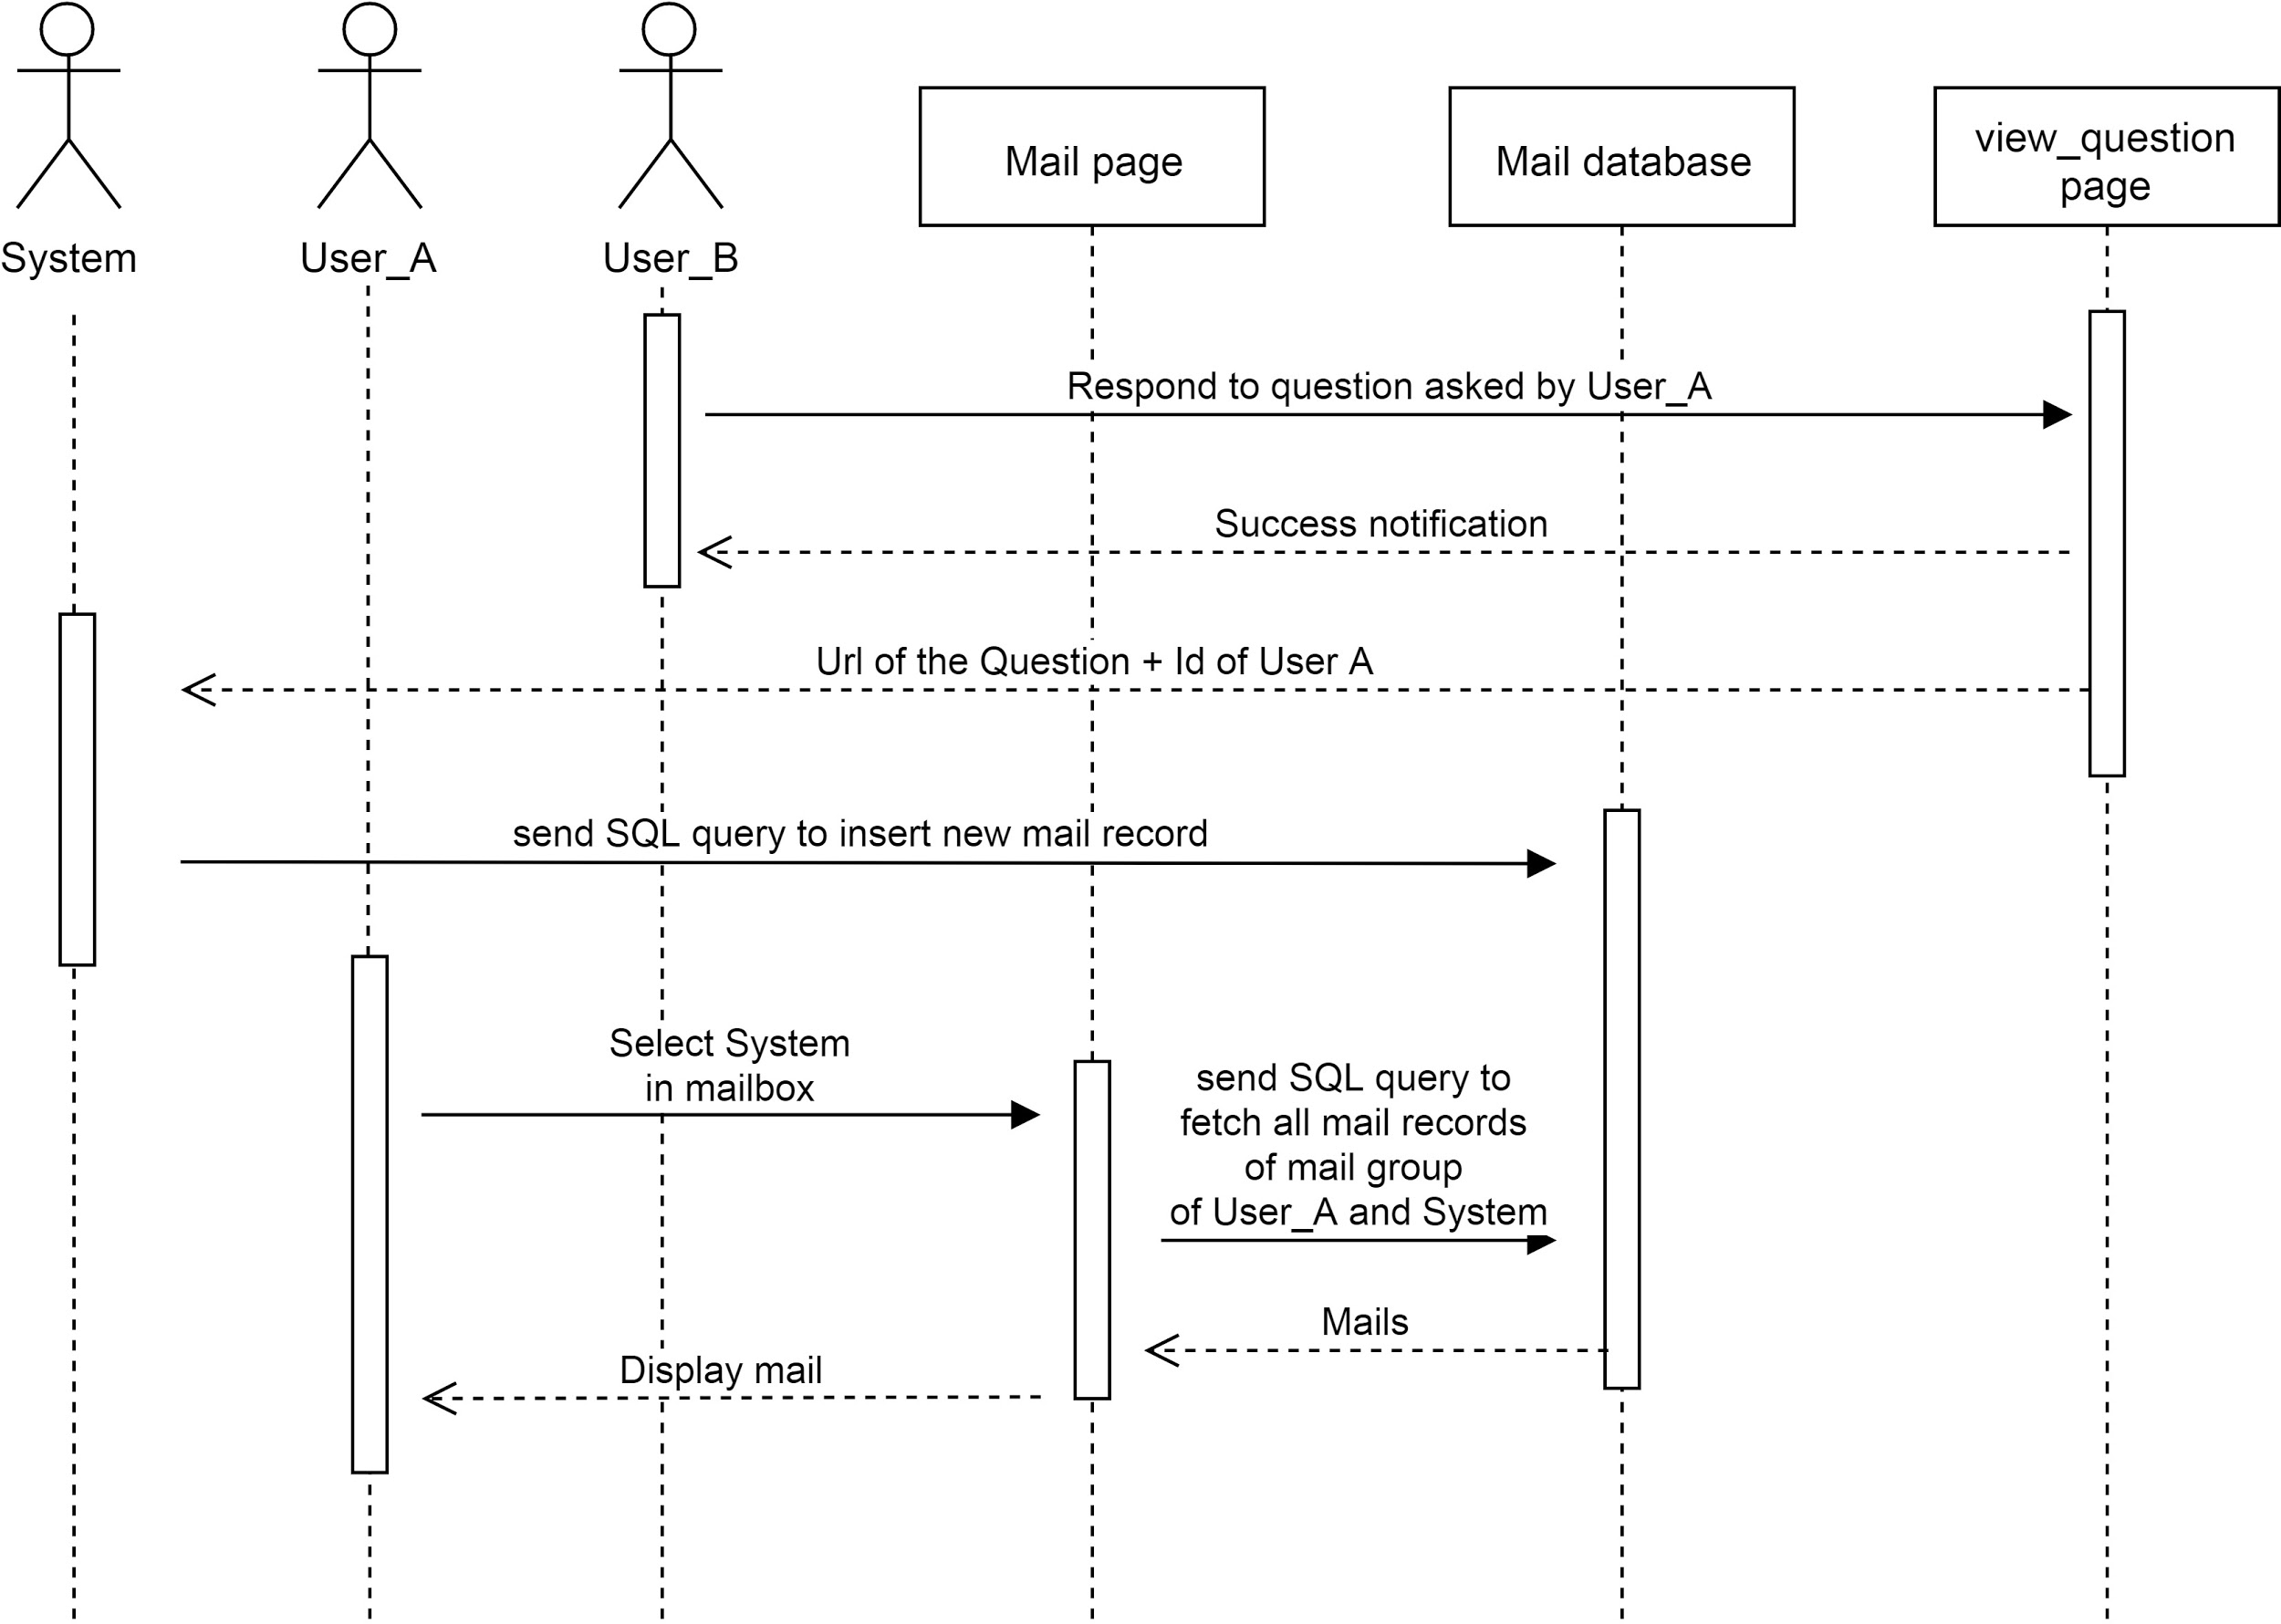 System
User_A
User_B
Mail page
Mail database
view_question
page
Respond to question asked by User_A
Success notification
Url of the Question + Id of User A
send SQL query to insert new mail record
Select System
in mailbox
send SQL query to
fetch all mail records
of mail group
of User_A and System
Mails
Display mail